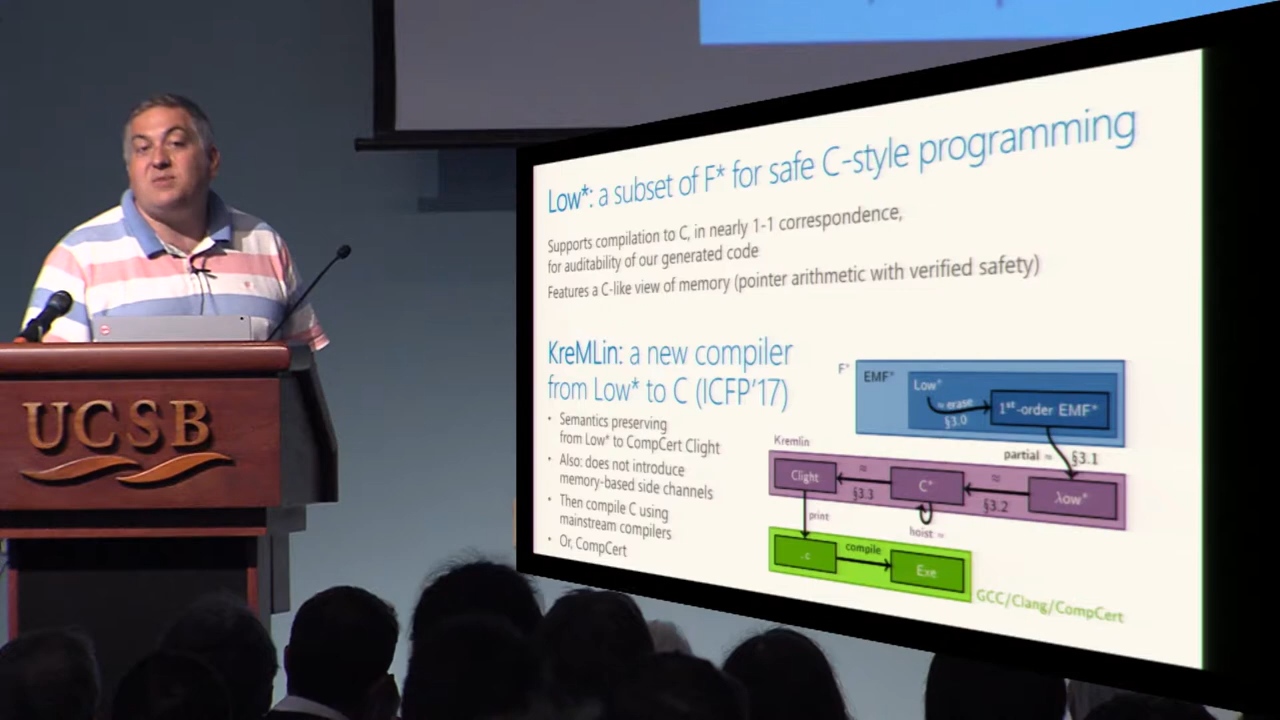 UCSB
Low*: a subset of F* for safe C-style programming
Supports compilation to C, in nearly 1-1 correspondence,
for auditability of our generated code
Features a C-like view of memory (pointer arithmetic with verified safety)
KreMLin: a new compiler
from Low* to C (ICFP'17)
• Semantics preserving
from Low* to CompCert Clight
• Also: does not introduce
memory-based side channels
• Then compile C using
mainstream compilers
• Or, CompCert
F*
EMF*
Low*
≈ erase
§3.0
1st-order EMF*
partial ≈
§3.1
Kremlin
Clight
≈
§3.3
C*
≈
§3.2
λow*
print
hoist ≈
.c
compile
Exe
GCC/Clang/CompCert